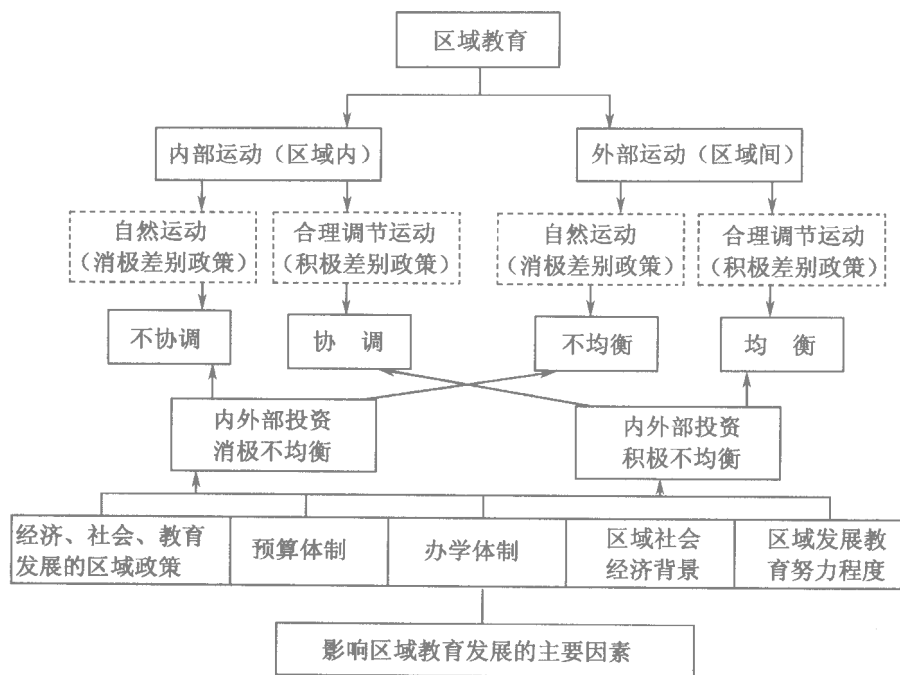 区域教育
内部运动（区域内）
外部运动（区域间）
自然运动
（消极差别政策）
合理调节运动
（积极差别政策）
自然运动
（消极差别政策）
合理调节运动
（积极差别政策）
不协调
协　调
不均衡
均　衡
内外部投资
消极不均衡
内外部投资
积极不均衡
经济、社会、教育
发展的区域政策
预算体制
办学体制
区域社会
经济背景
区域发展教
育努力程度
影响区域教育发展的主要因素